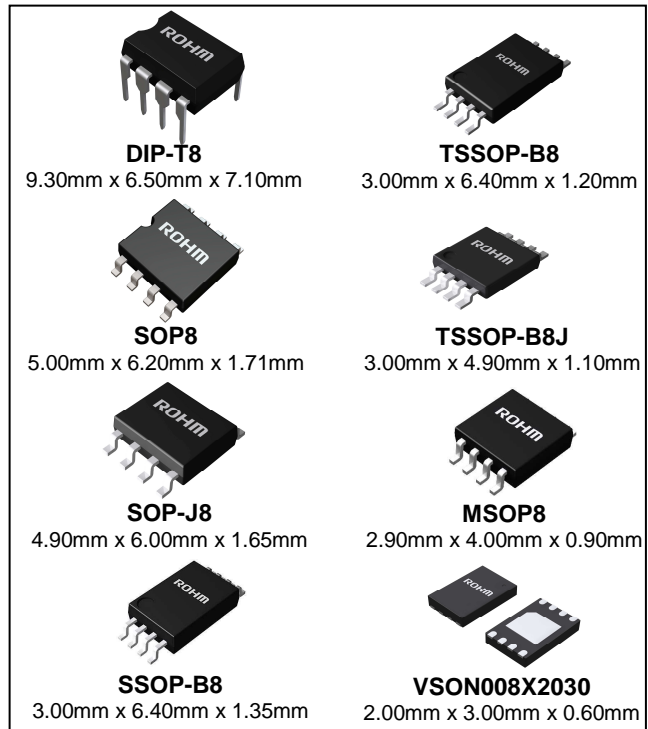 ROHM
DIP-T8
9.30mm x 6.50mm x 7.10mm
ROHM
TSSOP-B8
3.00mm x 6.40mm x 1.20mm
ROHM
SOP8
5.00mm x 6.20mm x 1.71mm
ROHM
TSSOP-B8J
3.00mm x 4.90mm x 1.10mm
ROHM
SOP-J8
4.90mm x 6.00mm x 1.65mm
ROHM
MSOP8
2.90mm x 4.00mm x 0.90mm
ROHM
SSOP-B8
3.00mm x 6.40mm x 1.35mm
ROHM
VSON008X2030
2.00mm x 3.00mm x 0.60mm